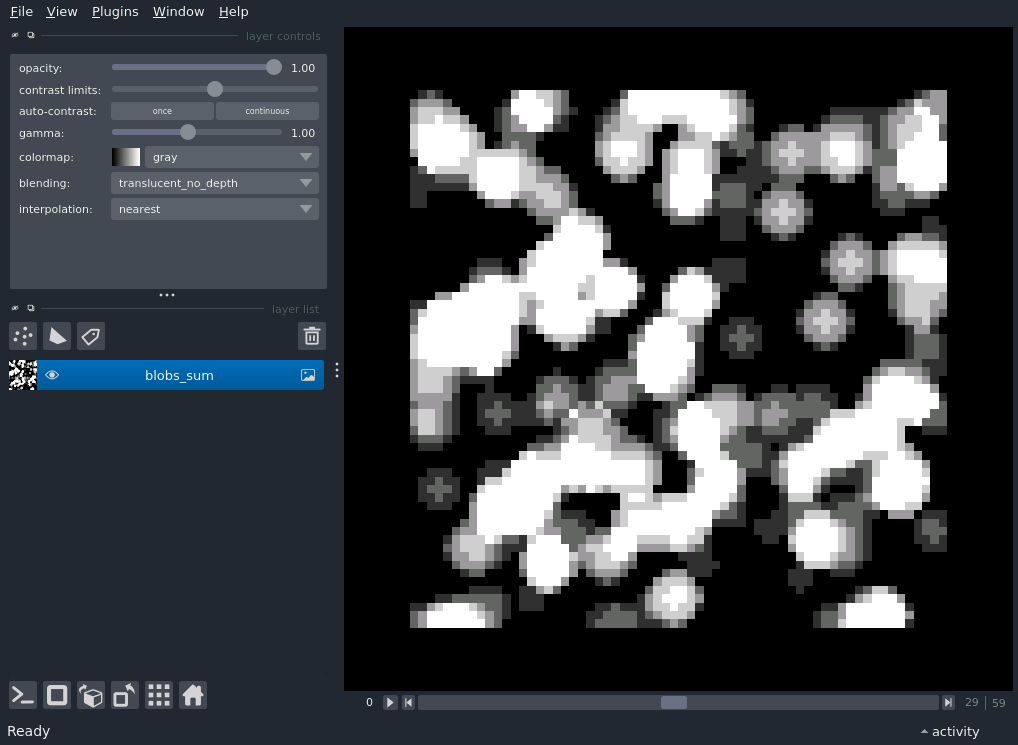 File View Plugins Window Help
layer controls
opacity: 1.00
contrast limits:
auto-contrast: once continuous
gamma: 1.00
colormap: gray
blending: translucent_no_depth
interpolation: nearest
layer list
blobs_sum
0 29 59
Ready activity